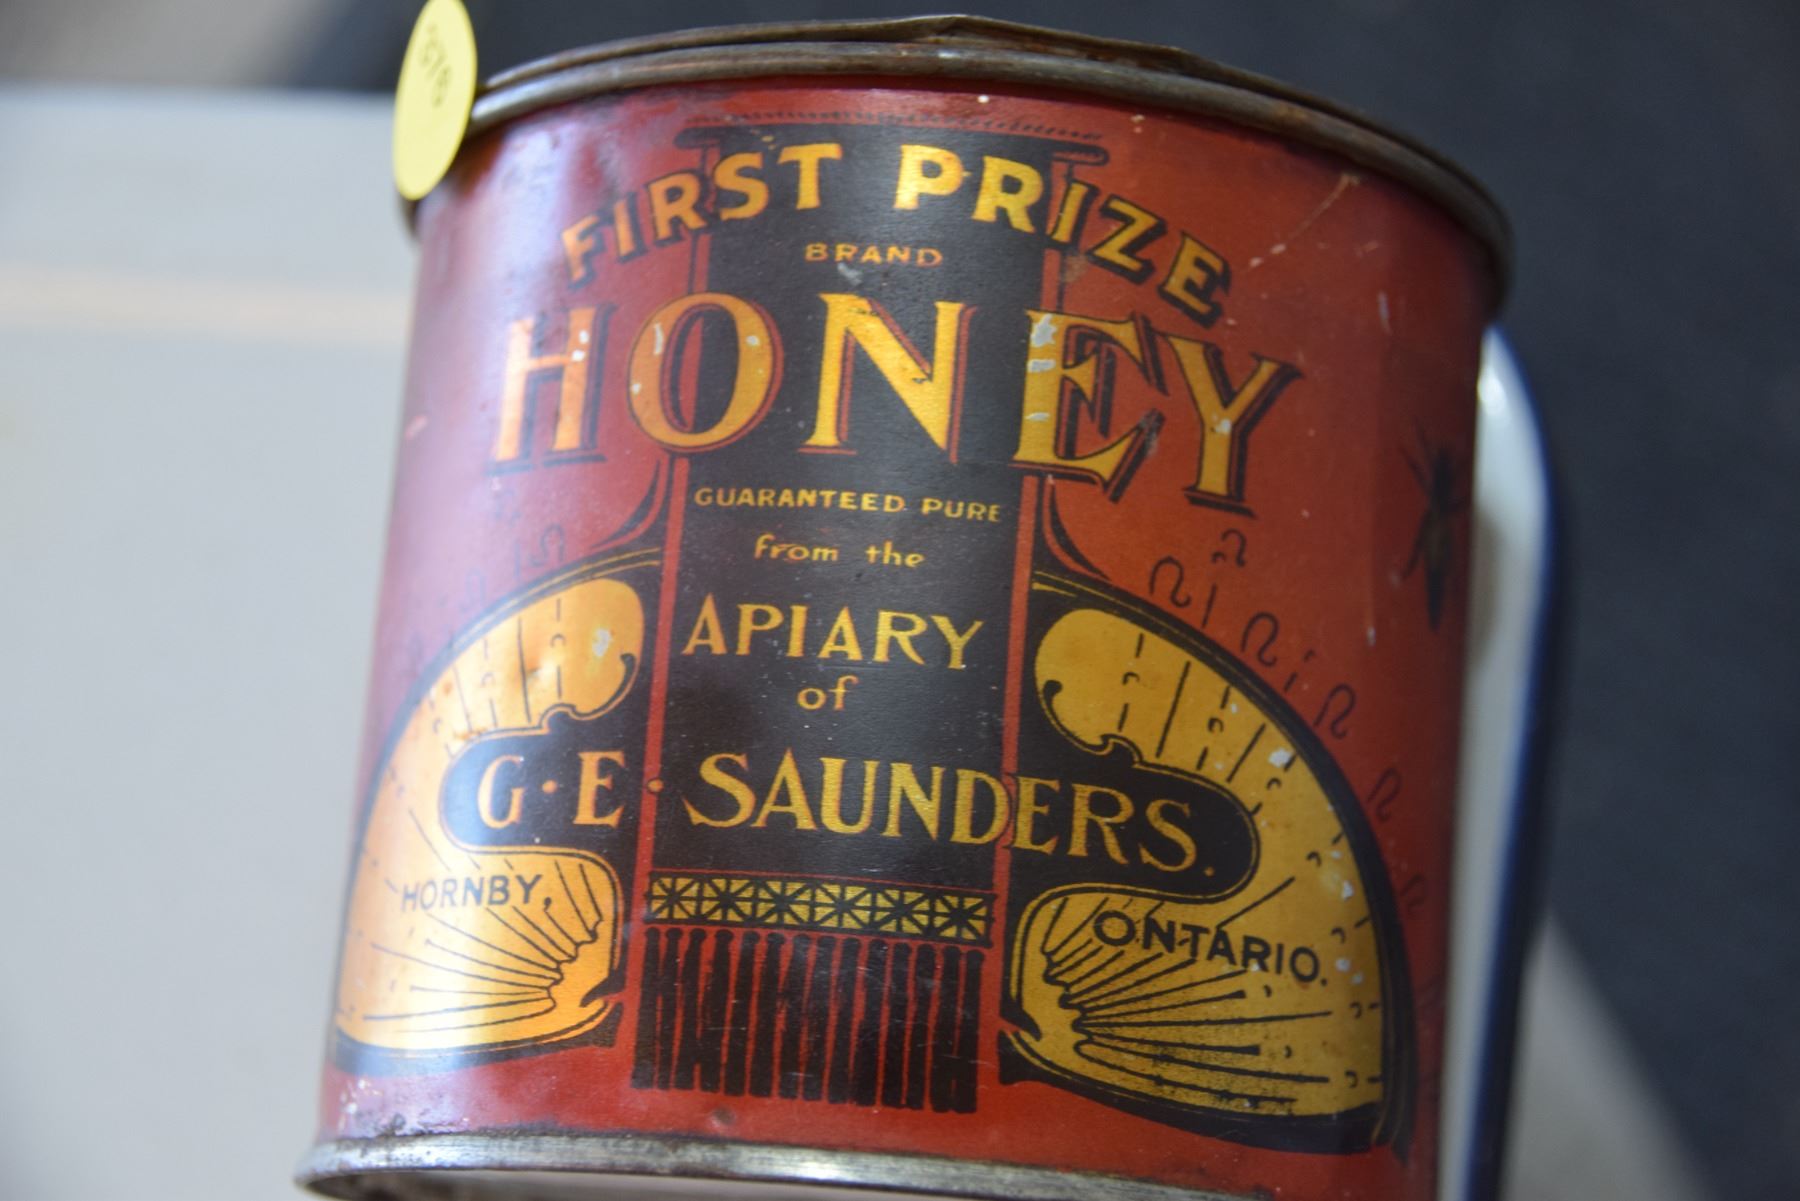 FIRST PRIZE
BRAND
HONEY
GUARANTEED PURE
from the
APIARY
of
G·E·SAUNDERS.
HORNBY,
ONTARIO.